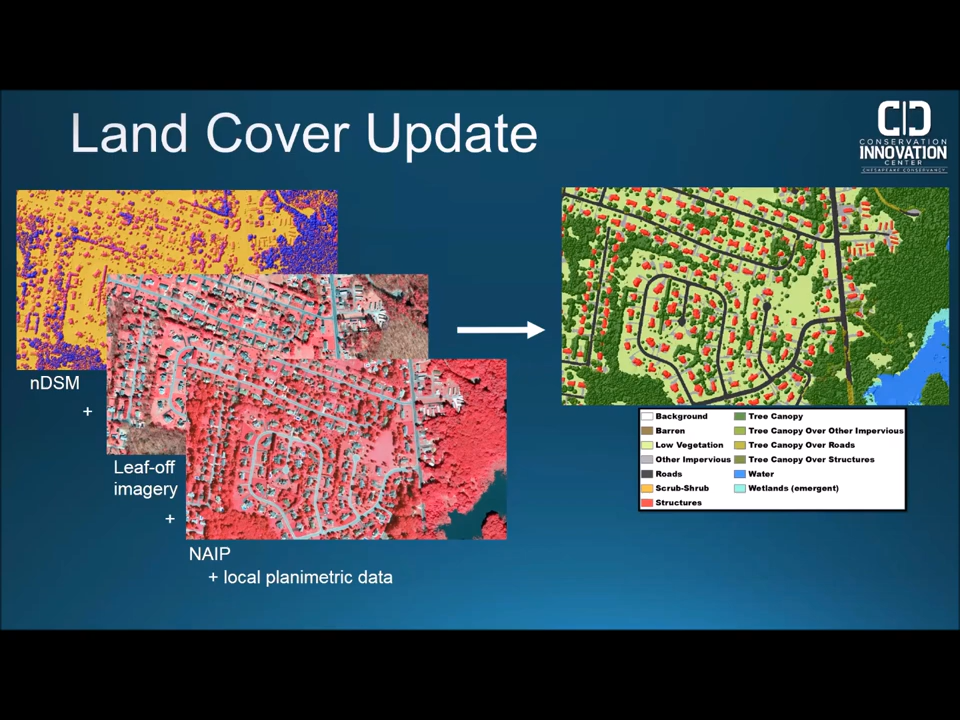 Land Cover Update
CONSERVATION
INNOVATION
CENTER
CHESAPEAKE CONSERVANCY
nDSM
+
Leaf-off
imagery
+
NAIP
+ local planimetric data
Background
Barren
Low Vegetation
Other Impervious
Roads
Scrub-Shrub
Structures
Tree Canopy
Tree Canopy Over Other Impervious
Tree Canopy Over Roads
Tree Canopy Over Structures
Water
Wetlands (emergent)